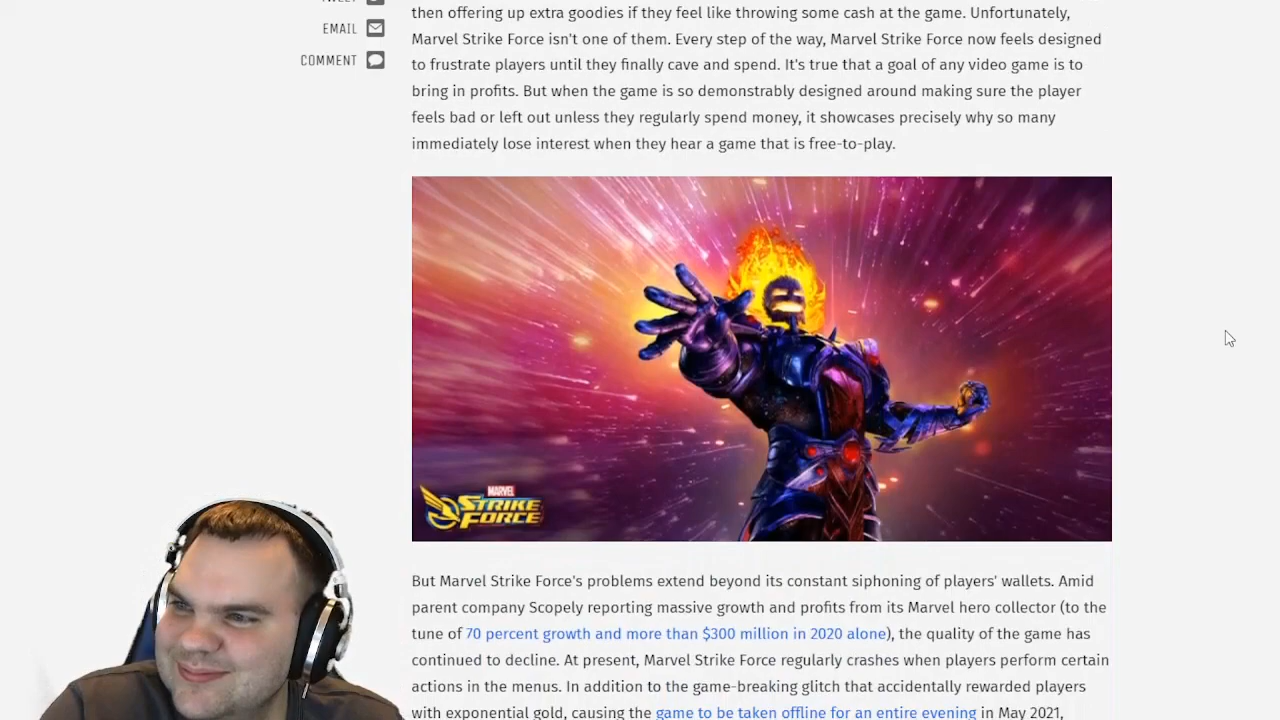 EMAIL
COMMENT
then offering up extra goodies if they feel like throwing some cash at the game. Unfortunately,
Marvel Strike Force isn't one of them. Every step of the way, Marvel Strike Force now feels designed
to frustrate players until they finally cave and spend. It's true that a goal of any video game is to
bring in profits. But when the game is so demonstrably designed around making sure the player
feels bad or left out unless they regularly spend money, it showcases precisely why so many
immediately lose interest when they hear a game that is free-to-play.
MARVEL
STRIKE
FORCE
But Marvel Strike Force's problems extend beyond its constant siphoning of players' wallets. Amid
parent company Scopely reporting massive growth and profits from its Marvel hero collector (to the
tune of 70 percent growth and more than $300 million in 2020 alone), the quality of the game has
continued to decline. At present, Marvel Strike Force regularly crashes when players perform certain
actions in the menus. In addition to the game-breaking glitch that accidentally rewarded players
with exponential gold, causing the game to be taken offline for an entire evening in May 2021,